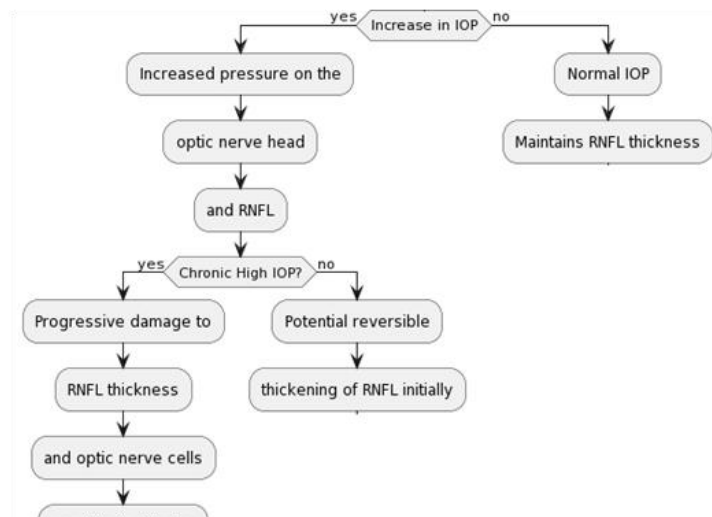 yes
Increase in IOP
no
Increased pressure on the
Normal IOP
optic nerve head
Maintains RNFL thickness
and RNFL
yes
Chronic High IOP?
no
Progressive damage to
Potential reversible
RNFL thickness
thickening of RNFL initially
and optic nerve cells